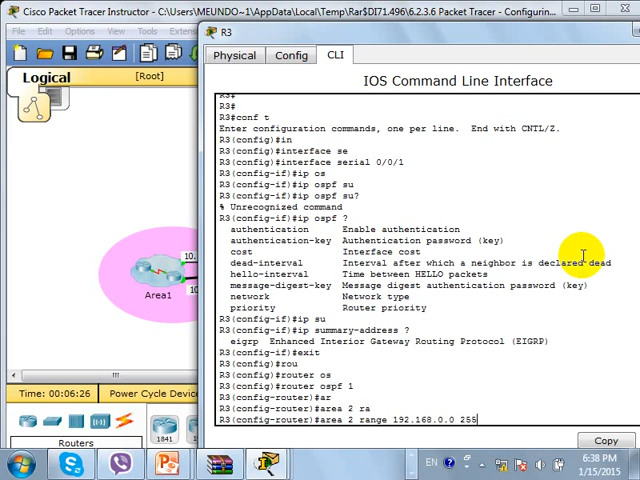 Cisco Packet Tracer Instructor - C:\Users\MEUNDO~1\AppData\Local\Temp\Rar$DI71.496\6.2.3.6 Packet Tracer - Configurin...
File Edit
R3
Physical Config CLI
Logical [Root]
IOS Command Line Interface
R3#
R3#
R3#conf t
Enter configuration commands, one per line. End with CNTL/Z.
R3(config)#in
R3(config)#interface se
R3(config)#interface serial 0/0/1
R3(config-if)#ip os
R3(config-if)#ip ospf su
R3(config-if)#ip ospf su?
% Unrecognized command
R3(config-if)#ip ospf ?
authentication Enable authentication
authentication-key Authentication password (key)
cost Interface cost
dead-interval Interval after which a neighbor is declared dead
hello-interval Time between HELLO packets
message-digest-key Message digest authentication password (key)
network Network type
priority Router priority
R3(config-if)#ip su
R3(config-if)#ip summary-address ?
eigrp Enhanced Interior Gateway Routing Protocol (EIGRP)
R3(config-if)#exit
R3(config)#rou
R3(config)#router os
R3(config)#router ospf 1
R3(config-router)#ar
R3(config-router)#area 2 ra
R3(config-router)#area 2 range 192.168.0.0 255
10.
10
Area1
Time: 00:06:26 Power Cycle Devices
Routers
1841
Copy
EN
6:38 PM
1/15/2015